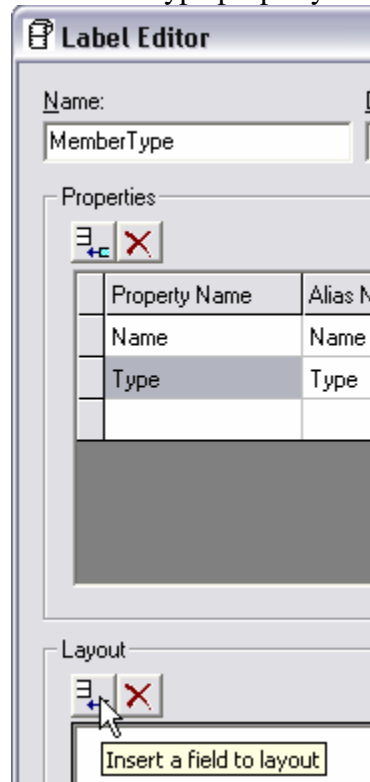 Label Editor
Name:
MemberType
Properties
Property Name Alias N
Name Name
Type Type
Layout
Insert a field to layout